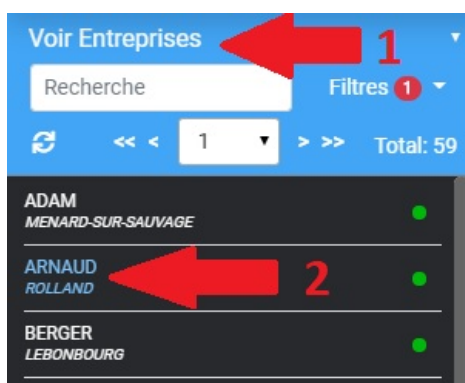 Voir Entreprises 1
Recherche Filtres 1
<< < 1 > >> Total: 59
ADAM
MENARD-SUR-SAUVAGE
ARNAUD
ROLLAND 2
BERGER
LEBONBOURG